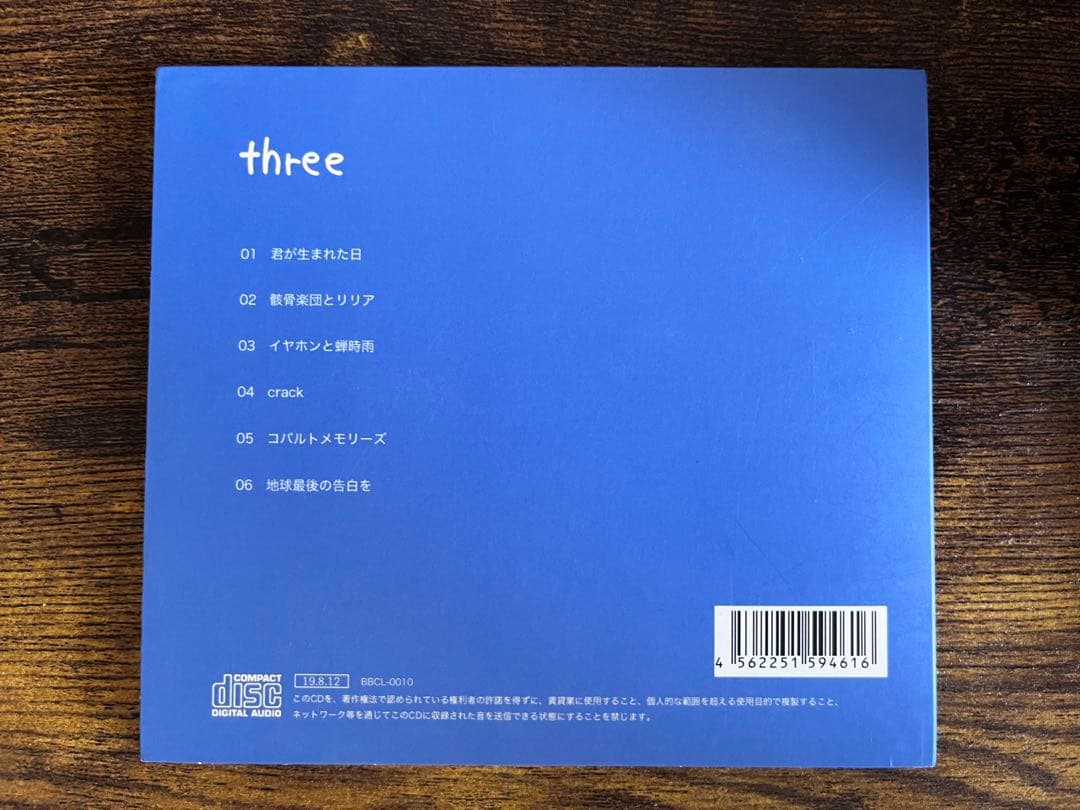 three
01 君が生まれた日
02 骸骨楽団とリリア
03 イヤホンと蝉時雨
04 crack
05 コバルトメモリーズ
06 地球最後の告白を
4 562251 594616
COMPACT
disc
DIGITAL AUDIO
19.8.12 BBCL-0010
このCDを、著作権法で認められている権利者の許諾を得ずに、賃貸業に使用すること、個人的な範囲を超える使用目的で複製すること、
ネットワーク等を通じてこのCDに収録された音を送信できる状態にすることを禁じます。